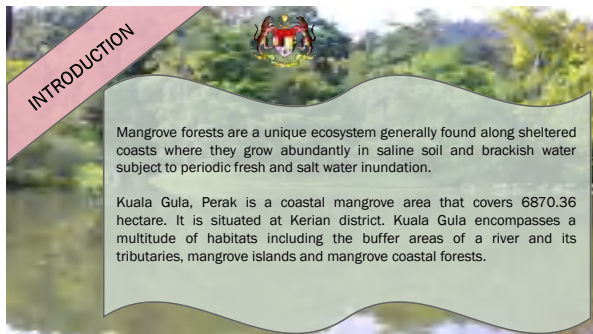 INTRODUCTION
Mangrove forests are a unique ecosystem generally found along sheltered
coasts where they grow abundantly in saline soil and brackish water
subject to periodic fresh and salt water inundation.
Kuala Gula, Perak is a coastal mangrove area that covers 6870.36
hectare. It is situated at Kerian district. Kuala Gula encompasses a
multitude of habitats including the buffer areas of a river and its
tributaries, mangrove islands and mangrove coastal forests.